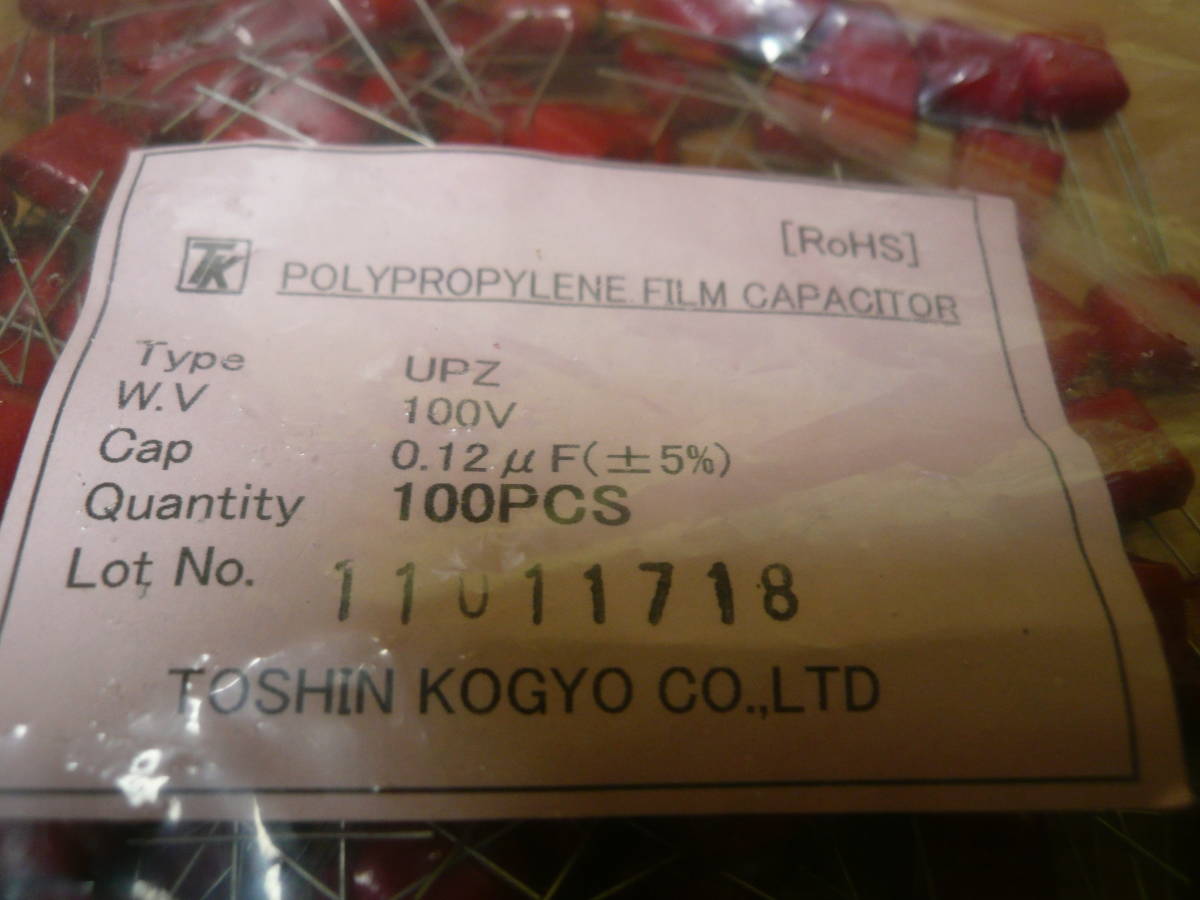 [RoHS]
TK POLYPROPYLENE FILM CAPACITOR
Type UPZ
W.V 100V
Cap 0.12μF(±5%)
Quantity 100PCS
Lot No. 11011718
TOSHIN KOGYO CO.,LTD